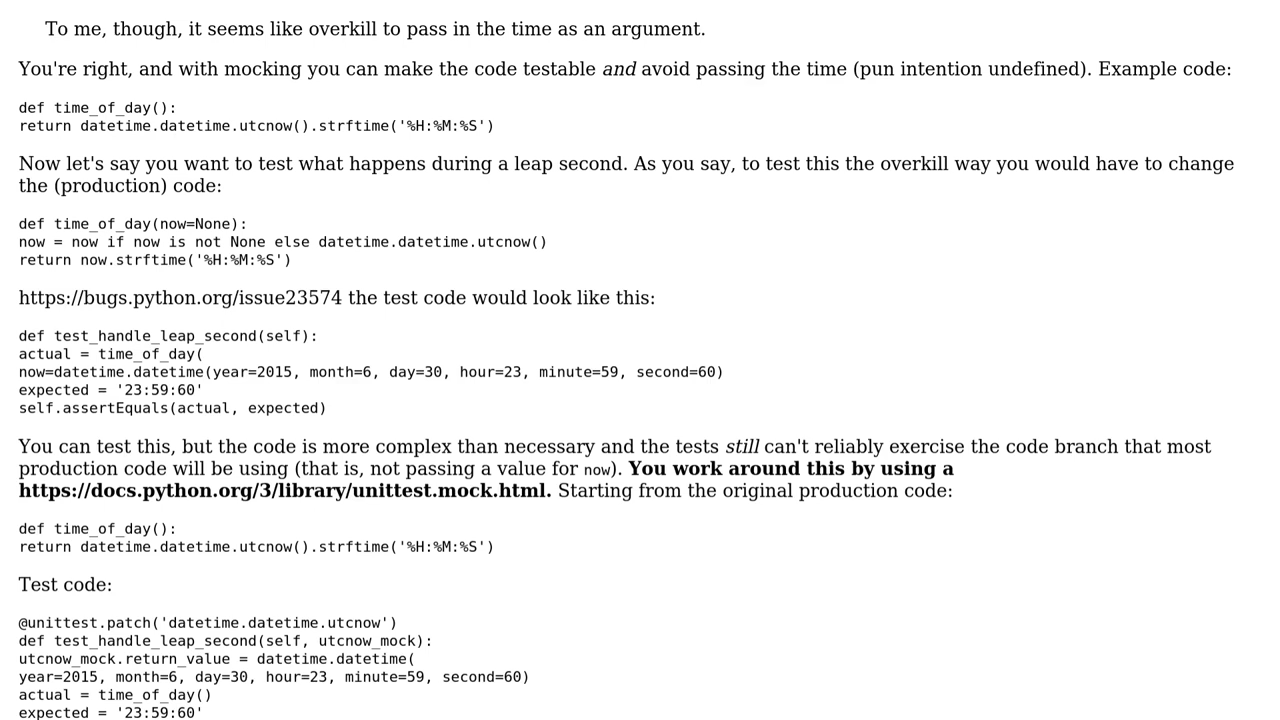 To me, though, it seems like overkill to pass in the time as an argument.
You're right, and with mocking you can make the code testable and avoid passing the time (pun intention undefined). Example code:
def time_of_day():
return datetime.datetime.utcnow().strftime('%H:%M:%S')
Now let's say you want to test what happens during a leap second. As you say, to test this the overkill way you would have to change
the (production) code:
def time_of_day(now=None):
now = now if now is not None else datetime.datetime.utcnow()
return now.strftime('%H:%M:%S')
https://bugs.python.org/issue23574 the test code would look like this:
def test_handle_leap_second(self):
actual = time_of_day(
now=datetime.datetime(year=2015, month=6, day=30, hour=23, minute=59, second=60)
expected = '23:59:60'
self.assertEquals(actual, expected)
You can test this, but the code is more complex than necessary and the tests still can't reliably exercise the code branch that most
production code will be using (that is, not passing a value for now). You work around this by using a
https://docs.python.org/3/library/unittest.mock.html. Starting from the original production code:
def time_of_day():
return datetime.datetime.utcnow().strftime('%H:%M:%S')
Test code:
@unittest.patch('datetime.datetime.utcnow')
def test_handle_leap_second(self, utcnow_mock):
utcnow_mock.return_value = datetime.datetime(
year=2015, month=6, day=30, hour=23, minute=59, second=60)
actual = time_of_day()
expected = '23:59:60'